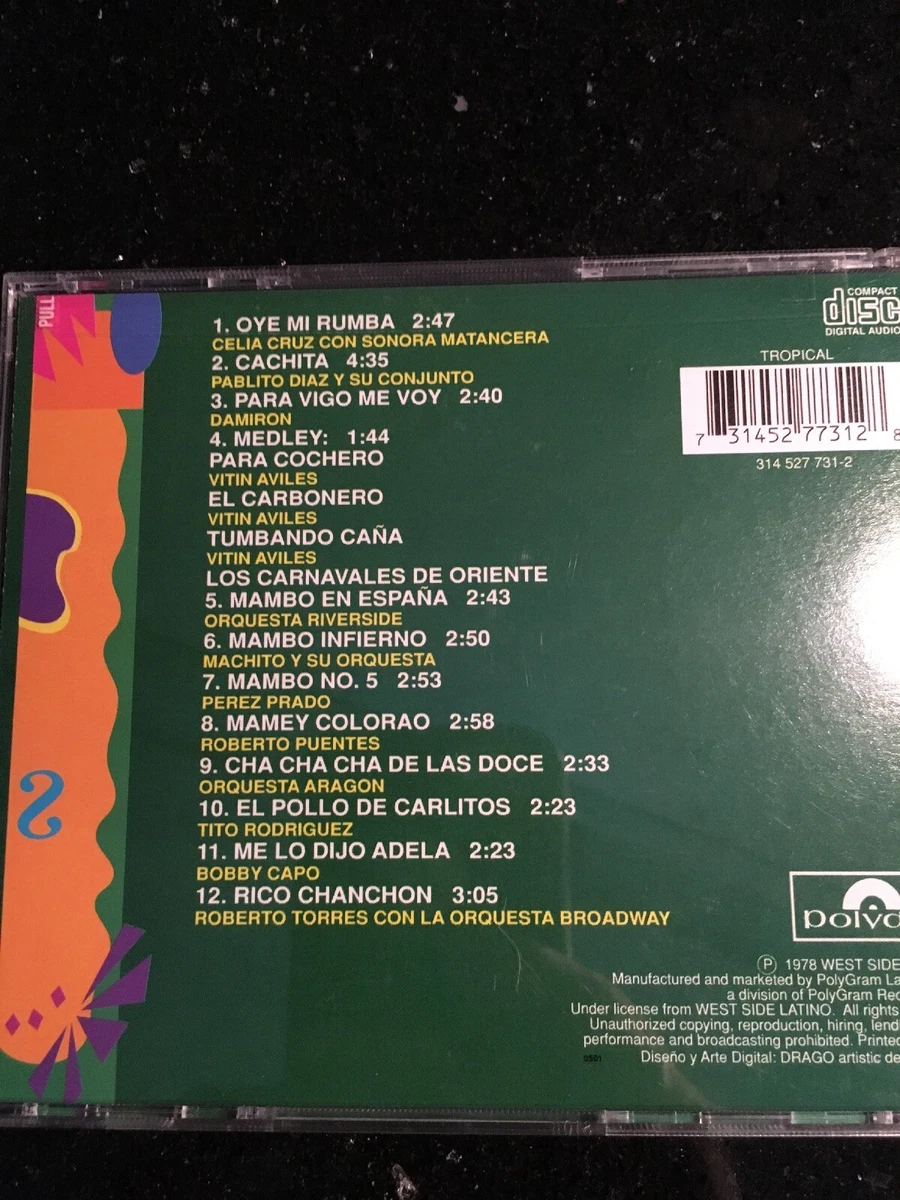 PULL
1. OYE MI RUMBA 2:47
CELIA CRUZ CON SONORA MATANCERA
2. CACHITA 4:35
PABLITO DIAZ Y SU CONJUNTO
3. PARA VIGO ME VOY 2:40
DAMIRON
4. MEDLEY: 1:44
PARA COCHERO
VITIN AVILES
EL CARBONERO
VITIN AVILES
TUMBANDO CAÑA
VITIN AVILES
LOS CARNAVALES DE ORIENTE
5. MAMBO EN ESPAÑA 2:43
ORQUESTA RIVERSIDE
6. MAMBO INFIERNO 2:50
MACHITO Y SU ORQUESTA
7. MAMBO NO. 5 2:53
PEREZ PRADO
8. MAMEY COLORAO 2:58
ROBERTO PUENTES
9. CHA CHA CHA DE LAS DOCE 2:33
ORQUESTA ARAGON
10. EL POLLO DE CARLITOS 2:23
TITO RODRIGUEZ
11. ME LO DIJO ADELA 2:23
BOBBY CAPO
12. RICO CHANCHON 3:05
ROBERTO TORRES CON LA ORQUESTA BROADWAY
COMPACT
disc
DIGITAL AUDIO
TROPICAL
7 31452 77312 8
314 527 731-2
℗ 1978 WEST SIDE
Manufactured and marketed by PolyGram La
a division of PolyGram Rec
Under license from WEST SIDE LATINO. All rights
Unauthorized copying, reproduction, hiring, lend
performance and broadcasting prohibited. Printed
0501
Diseño y Arte Digital: DRAGO artistic de